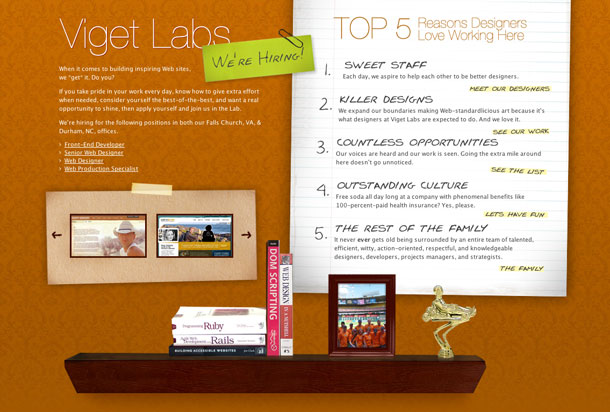 Viget Labs
WE'RE HIRING!
When it comes to building inspiring Web sites,
we "get" it. Do you?
If you take pride in your work every day, know how to give extra effort
when needed, consider yourself the best-of-the-best, and want a real
opportunity to shine, then apply yourself and join us in the Lab.
We're hiring for the following positions in both our Falls Church, VA, &
Durham, NC, offices.
› Front-End Developer
› Senior Web Designer
› Web Designer
› Web Production Specialist
TOP 5 Reasons Designers
Love Working Here
1. SWEET STAFF
Each day, we aspire to help each other to be better designers.
MEET OUR DESIGNERS
2. KILLER DESIGNS
We expand our boundaries making Web-standardlicious art because it's
what designers at Viget Labs are expected to do. And we love it.
SEE OUR WORK
3. COUNTLESS OPPORTUNITIES
Our voices are heard and our work is seen. Going the extra mile around
here doesn't go unnoticed.
SEE THE LIST
4. OUTSTANDING CULTURE
Free soda all day long at a company with phenomenal benefits like
100-percent-paid health insurance? Yes, please.
LET'S HAVE FUN
5. THE REST OF THE FAMILY
It never ever gets old being surrounded by an entire team of talented,
efficient, witty, action-oriented, respectful, and knowledgeable
designers, developers, projects managers, and strategists.
THE FAMILY
Programming Ruby
Rails
BUILDING ACCESSIBLE WEBSITES
DOM SCRIPTING
WEB DESIGN
IN A NUTSHELL